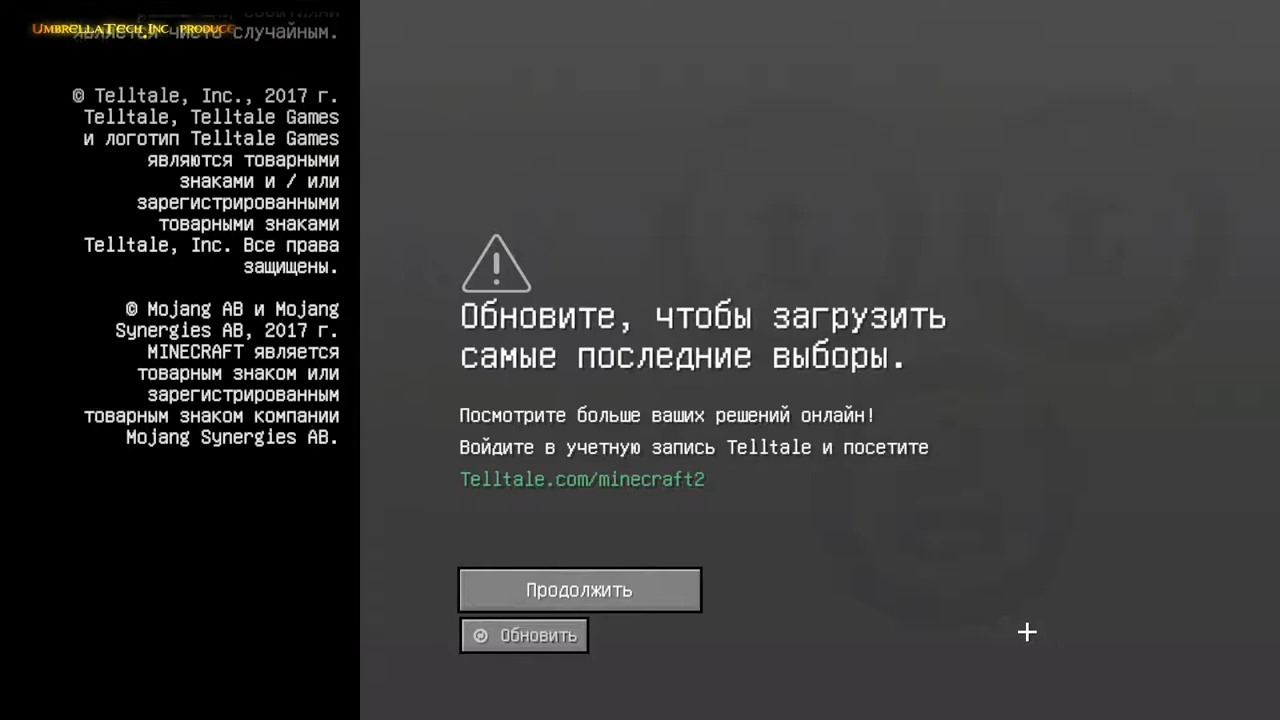 UmbrellaTech Inc produce
является чисто случайным.
© Telltale, Inc., 2017 г.
Telltale, Telltale Games
и логотип Telltale Games
являются товарными
знаками и / или
зарегистрированными
товарными знаками
Telltale, Inc. Все права
защищены.
© Mojang AB и Mojang
Synergies AB, 2017 г.
MINECRAFT является
товарным знаком или
зарегистрированным
товарным знаком компании
Mojang Synergies AB.
Обновите, чтобы загрузить
самые последние выборы.
Посмотрите больше ваших решений онлайн!
Войдите в учетную запись Telltale и посетите
Telltale.com/minecraft2
Продолжить
Обновить